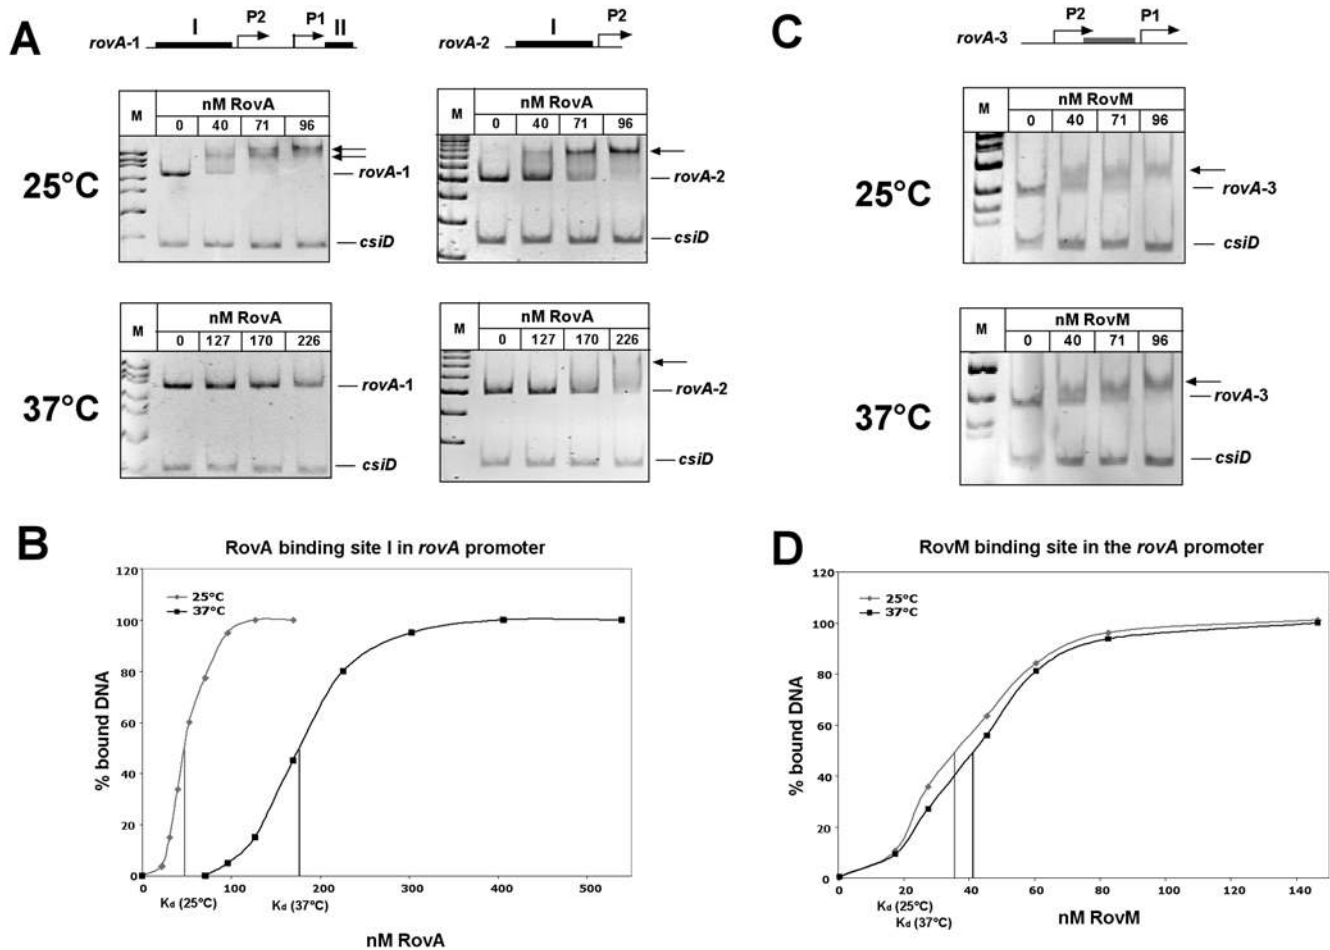 A
I
P2
P1
II
rovA-1
I
P2
rovA-2
C
P2
P1
rovA-3
25°C
M
nM RovA
0 40 71 96
rovA-1
csiD
M
nM RovA
0 40 71 96
rovA-2
csiD
25°C
M
nM RovM
0 40 71 96
rovA-3
csiD
37°C
M
nM RovA
0 127 170 226
rovA-1
csiD
M
nM RovA
0 127 170 226
rovA-2
csiD
37°C
M
nM RovM
0 40 71 96
rovA-3
csiD
B
RovA binding site I in rovA promoter
25°C
37°C
% bound DNA
120
100
80
60
40
20
0
0 100 200 300 400 500
Kd (25°C) Kd (37°C)
nM RovA
D
RovM binding site in the rovA promoter
25°C
37°C
% bound DNA
120
100
80
60
40
20
0
0 20 40 60 80 100 120 140
Kd (25°C)
Kd (37°C)
nM RovM